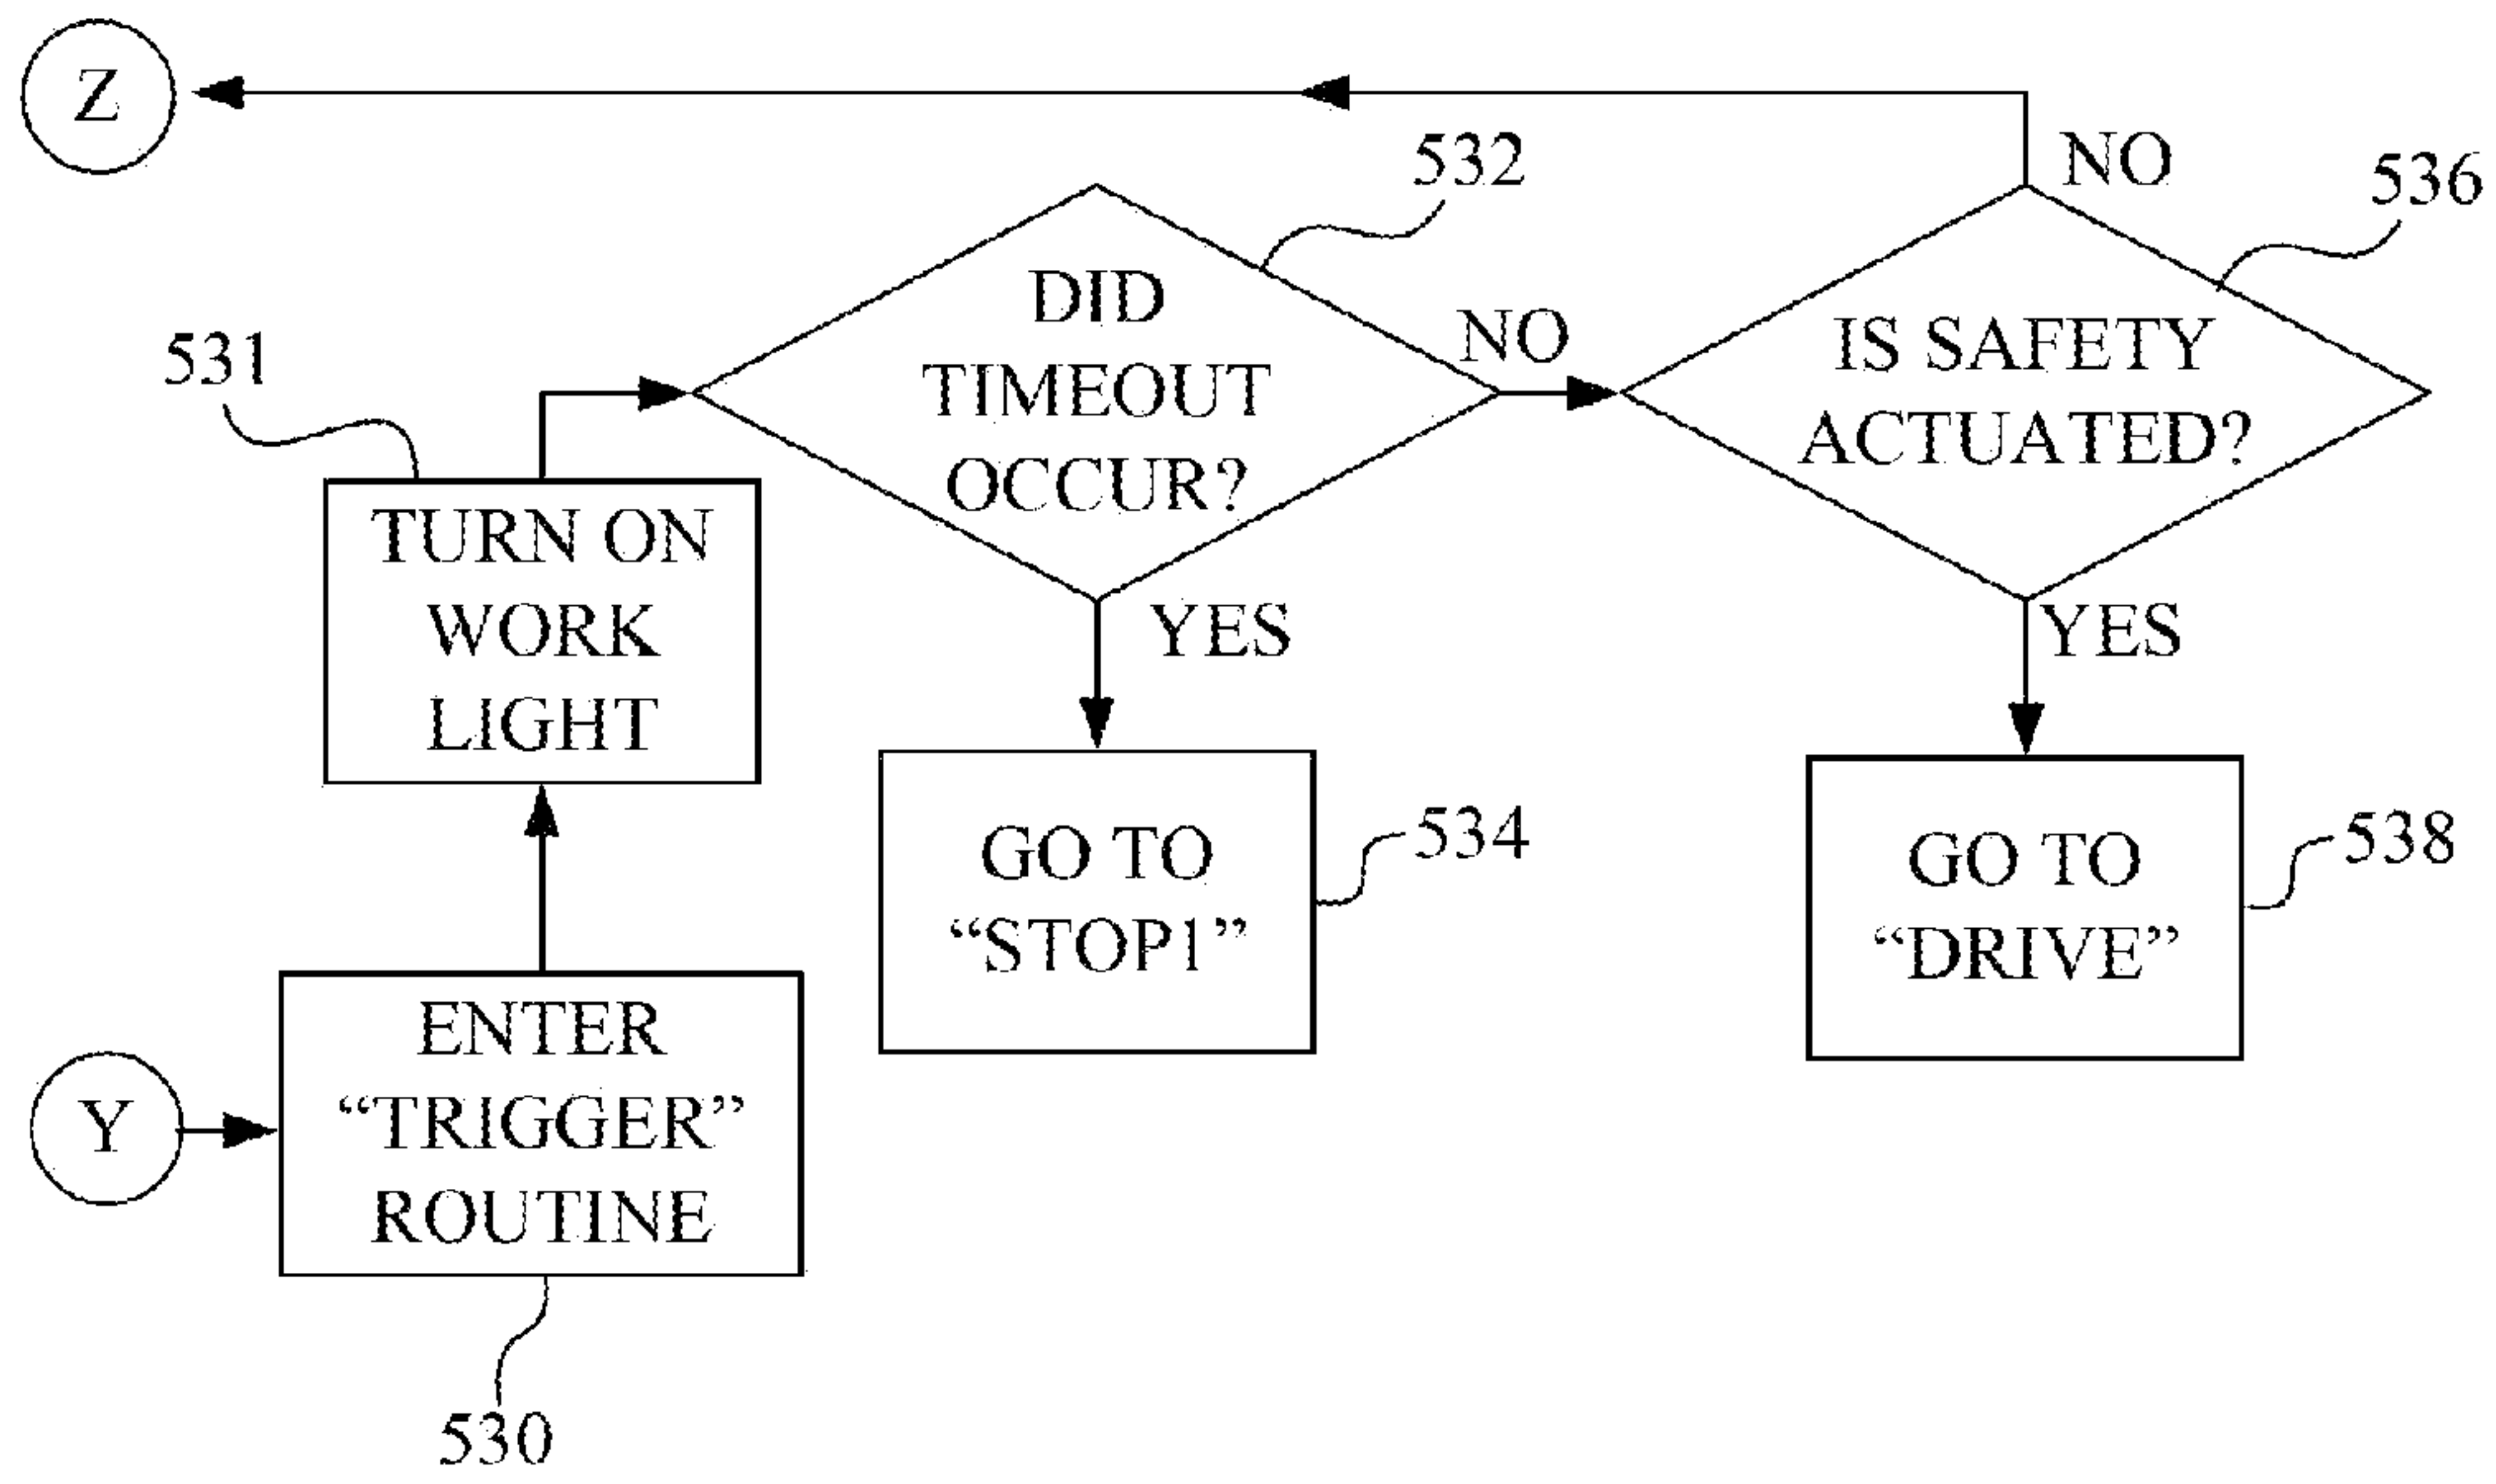 Z
532
NO
536
DID
TIMEOUT
OCCUR?
NO
IS SAFETY
ACTUATED?
531
TURN ON
WORK
LIGHT
YES
YES
GO TO
“STOP1”
534
GO TO
“DRIVE”
538
Y
ENTER
“TRIGGER”
ROUTINE
530